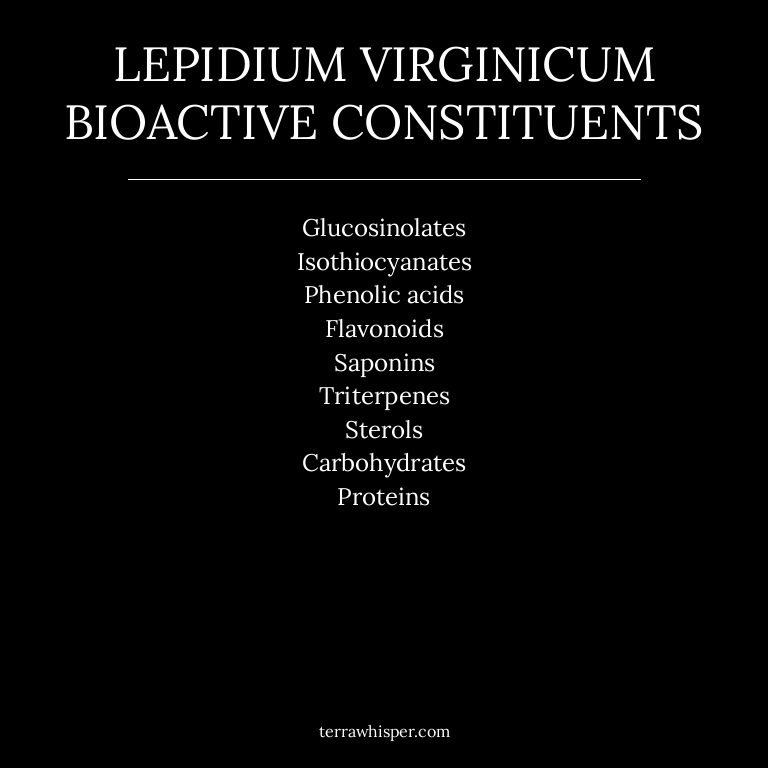 LEPIDIUM VIRGINICUM
BIOACTIVE CONSTITUENTS
Glucosinolates
Isothiocyanates
Phenolic acids
Flavonoids
Saponins
Triterpenes
Sterols
Carbohydrates
Proteins
terrawhisper.com